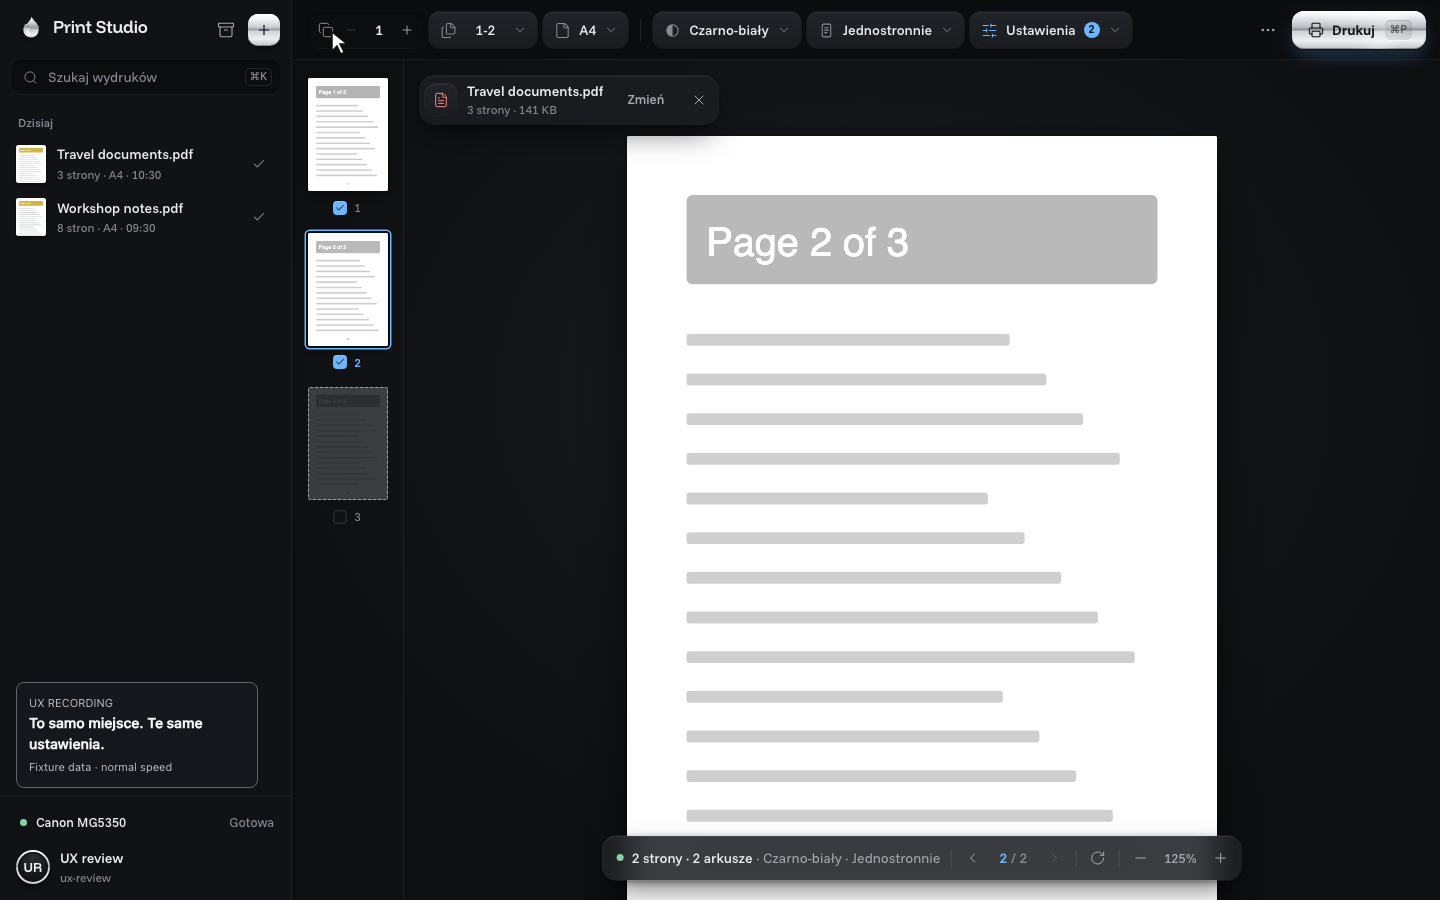 Print Studio
Szukaj wydruków
⌘K
Dzisiaj
Travel documents.pdf
3 strony · A4 · 10:30
Workshop notes.pdf
8 stron · A4 · 09:30
UX RECORDING
To samo miejsce. Te same
ustawienia.
Fixture data · normal speed
Canon MG5350
Gotowa
UR
UX review
ux-review
1
1-2
A4
Czarno-biały
Jednostronnie
Ustawienia
2
Drukuj
⌘P
Page 1 of 3
1
Page 2 of 3
2
3
Travel documents.pdf
3 strony · 141 KB
Zmień
Page 2 of 3
2 strony · 2 arkusze · Czarno-biały · Jednostronnie
2 / 2
125%